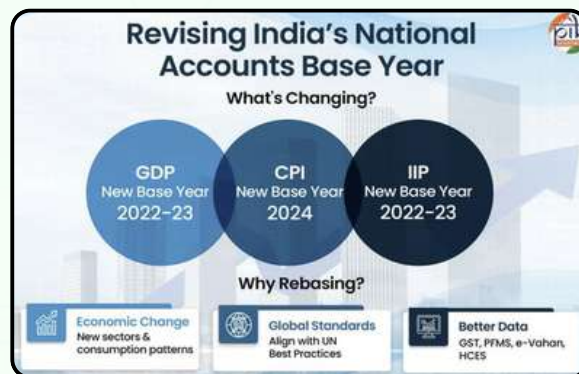 Revising India's National
Accounts Base Year
What's Changing?
GDP
New Base Year
2022-23
CPI
New Base Year
2024
IIP
New Base Year
2022-23
Why Rebasing?
Economic Change
New sectors &
consumption patterns
Global Standards
Align with UN
Best Practices
Better Data
GST, PFMS, e-Vahan,
HCES